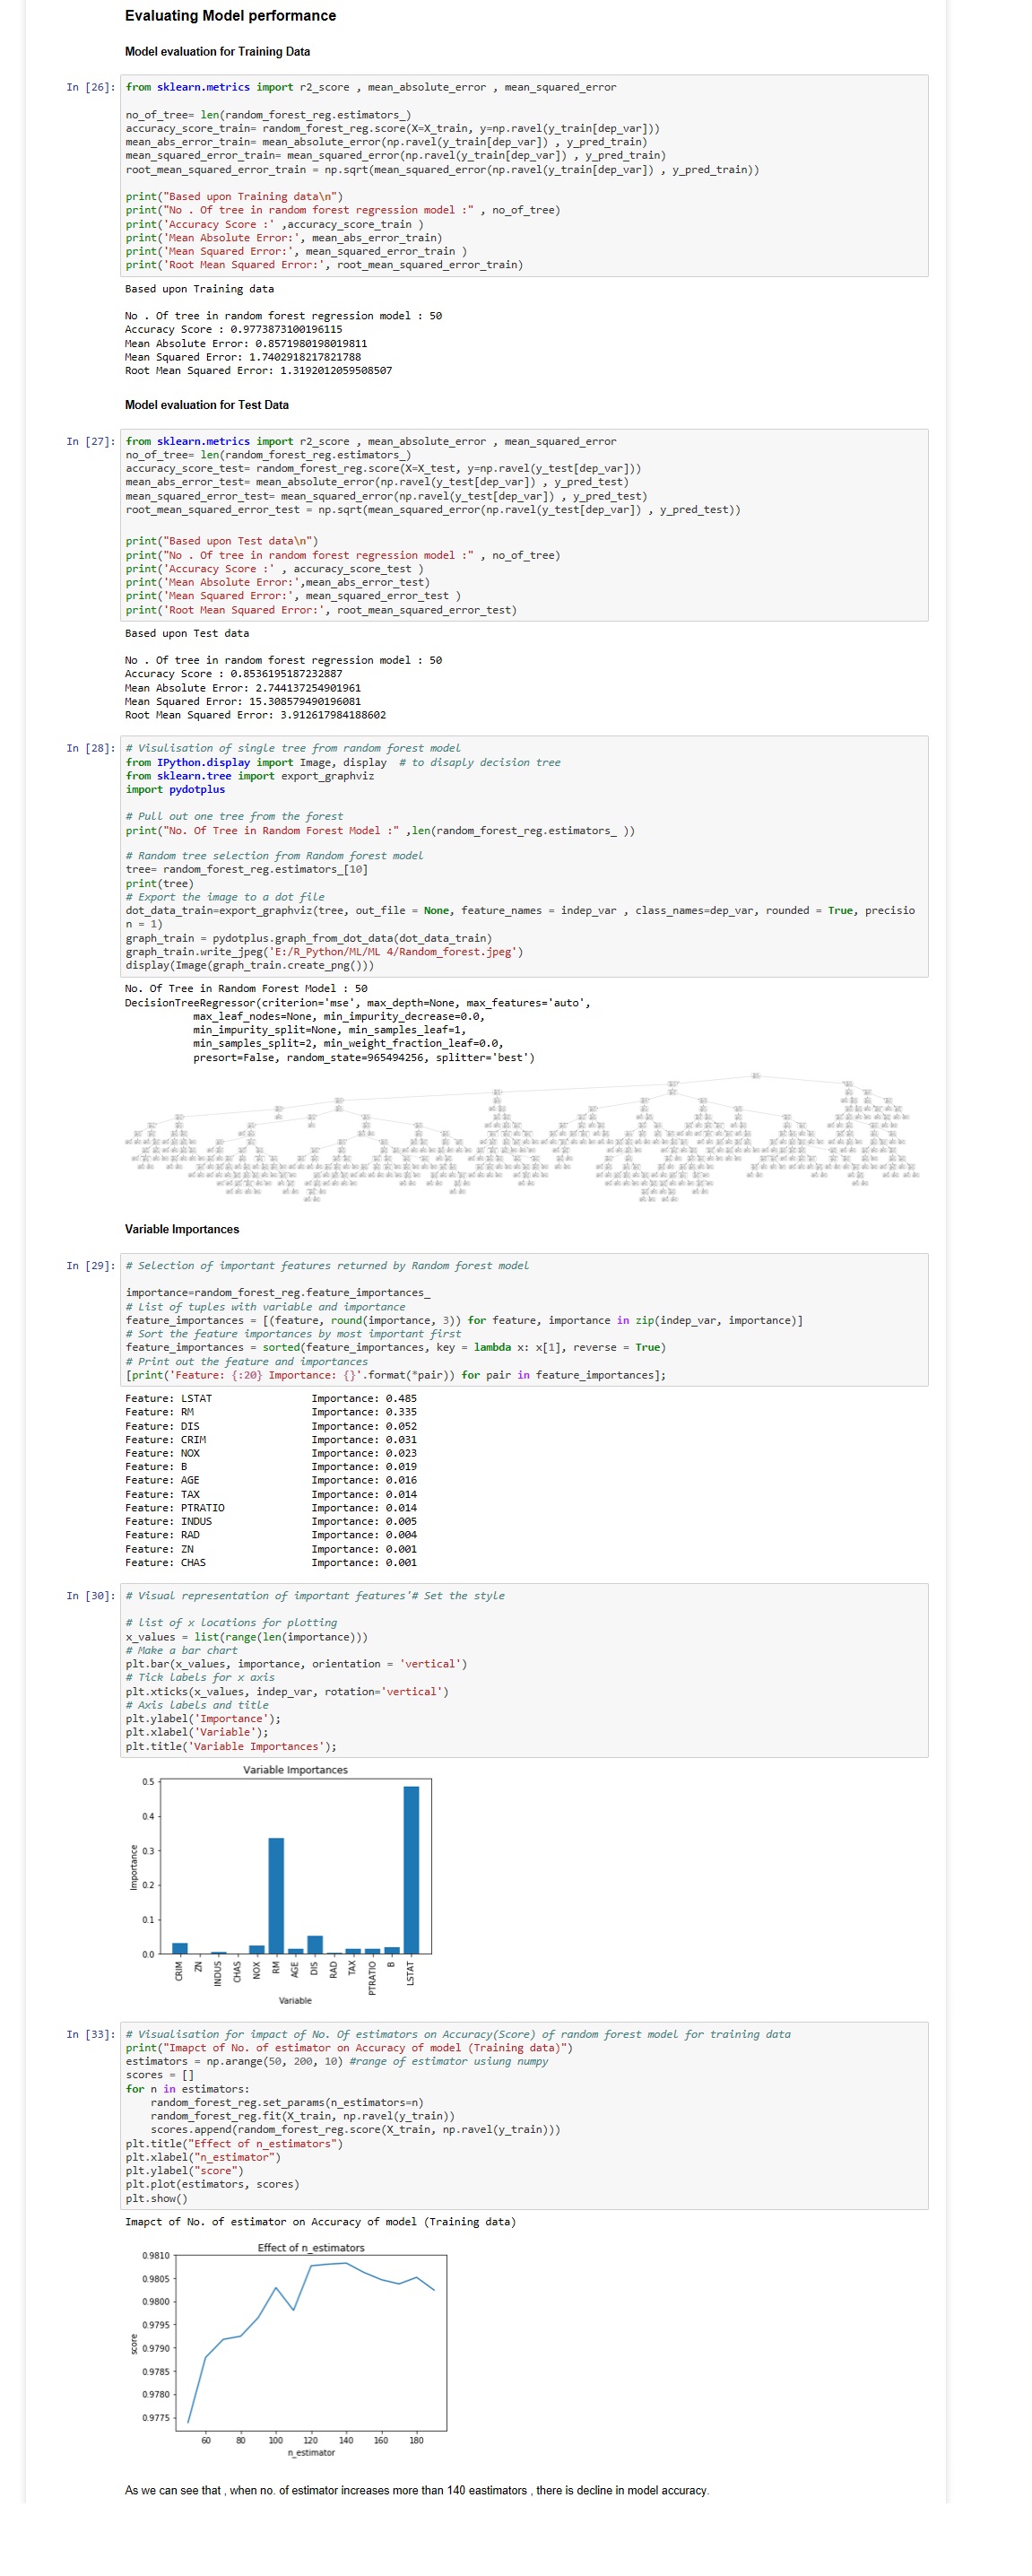 Evaluating Model performance
Model evaluation for Training Data
In [26]: from sklearn.metrics import r2_score , mean_absolute_error , mean_squared_error
no_of_tree= len(random_forest_reg.estimators_)
accuracy_score_train= random_forest_reg.score(X=X_train, y=np.ravel(y_train[dep_var]))
mean_abs_error_train= mean_absolute_error(np.ravel(y_train[dep_var]) , y_pred_train)
mean_squared_error_train= mean_squared_error(np.ravel(y_train[dep_var]) , y_pred_train)
root_mean_squared_error_train = np.sqrt(mean_squared_error(np.ravel(y_train[dep_var]) , y_pred_train))
print("Based upon Training data\n")
print("No . Of tree in random forest regression model :" , no_of_tree)
print('Accuracy Score :' ,accuracy_score_train )
print('Mean Absolute Error:', mean_abs_error_train)
print('Mean Squared Error:', mean_squared_error_train )
print('Root Mean Squared Error:', root_mean_squared_error_train)
Based upon Training data
No . Of tree in random forest regression model : 50
Accuracy Score : 0.9773873100196115
Mean Absolute Error: 0.8571980198019811
Mean Squared Error: 1.7402918217821788
Root Mean Squared Error: 1.3192012059508507
Model evaluation for Test Data
In [27]: from sklearn.metrics import r2_score , mean_absolute_error , mean_squared_error
no_of_tree= len(random_forest_reg.estimators_)
accuracy_score_test= random_forest_reg.score(X=X_test, y=np.ravel(y_test[dep_var]))
mean_abs_error_test= mean_absolute_error(np.ravel(y_test[dep_var]) , y_pred_test)
mean_squared_error_test= mean_squared_error(np.ravel(y_test[dep_var]) , y_pred_test)
root_mean_squared_error_test = np.sqrt(mean_squared_error(np.ravel(y_test[dep_var]) , y_pred_test))
print("Based upon Test data\n")
print("No . Of tree in random forest regression model :" , no_of_tree)
print('Accuracy Score :' , accuracy_score_test )
print('Mean Absolute Error:',mean_abs_error_test)
print('Mean Squared Error:', mean_squared_error_test )
print('Root Mean Squared Error:', root_mean_squared_error_test)
Based upon Test data
No . Of tree in random forest regression model : 50
Accuracy Score : 0.8536195187232887
Mean Absolute Error: 2.744137254901961
Mean Squared Error: 15.308579490196081
Root Mean Squared Error: 3.912617984188602
In [28]: # Visulisation of single tree from random forest model
from IPython.display import Image, display # to disaply decision tree
from sklearn.tree import export_graphviz
import pydotplus
# Pull out one tree from the forest
print("No. Of Tree in Random Forest Model :" ,len(random_forest_reg.estimators_ ))
# Random tree selection from Random forest model
tree= random_forest_reg.estimators_[10]
print(tree)
# Export the image to a dot file
dot_data_train=export_graphviz(tree, out_file = None, feature_names = indep_var , class_names=dep_var, rounded = True, precisio
n = 1)
graph_train = pydotplus.graph_from_dot_data(dot_data_train)
graph_train.write_jpeg('E:/R_Python/ML/ML 4/Random_forest.jpeg')
display(Image(graph_train.create_png()))
No. Of Tree in Random Forest Model : 50
DecisionTreeRegressor(criterion='mse', max_depth=None, max_features='auto',
max_leaf_nodes=None, min_impurity_decrease=0.0,
min_impurity_split=None, min_samples_leaf=1,
min_samples_split=2, min_weight_fraction_leaf=0.0,
presort=False, random_state=965494256, splitter='best')
Variable Importances
In [29]: # Selection of important features returned by Random forest model
importance=random_forest_reg.feature_importances_
# List of tuples with variable and importance
feature_importances = [(feature, round(importance, 3)) for feature, importance in zip(indep_var, importance)]
# Sort the feature importances by most important first
feature_importances = sorted(feature_importances, key = lambda x: x[1], reverse = True)
# Print out the feature and importances
[print('Feature: {:20} Importance: {}'.format(*pair)) for pair in feature_importances];
Feature: LSTAT Importance: 0.485
Feature: RM Importance: 0.335
Feature: DIS Importance: 0.052
Feature: CRIM Importance: 0.031
Feature: NOX Importance: 0.023
Feature: B Importance: 0.019
Feature: AGE Importance: 0.016
Feature: TAX Importance: 0.014
Feature: PTRATIO Importance: 0.014
Feature: INDUS Importance: 0.005
Feature: RAD Importance: 0.004
Feature: ZN Importance: 0.001
Feature: CHAS Importance: 0.001
In [30]: # Visual representation of important features'# Set the style
# list of x locations for plotting
x_values = list(range(len(importance)))
# Make a bar chart
plt.bar(x_values, importance, orientation = 'vertical')
# Tick labels for x axis
plt.xticks(x_values, indep_var, rotation='vertical')
# Axis labels and title
plt.ylabel('Importance');
plt.xlabel('Variable');
plt.title('Variable Importances');
Variable Importances
0.5
0.4
0.3
0.2
0.1
0.0
Importance
CRIM
ZN
INDUS
CHAS
NOX
RM
AGE
DIS
RAD
TAX
PTRATIO
B
LSTAT
Variable
In [33]: # Visualisation for impact of No. Of estimators on Accuracy(Score) of random forest model for training data
print("Imapct of No. of estimator on Accuracy of model (Training data)")
estimators = np.arange(50, 200, 10) #range of estimator usiung numpy
scores = []
for n in estimators:
random_forest_reg.set_params(n_estimators=n)
random_forest_reg.fit(X_train, np.ravel(y_train))
scores.append(random_forest_reg.score(X_train, np.ravel(y_train)))
plt.title("Effect of n_estimators")
plt.xlabel("n_estimator")
plt.ylabel("score")
plt.plot(estimators, scores)
plt.show()
Imapct of No. of estimator on Accuracy of model (Training data)
Effect of n_estimators
0.9810
0.9805
0.9800
0.9795
0.9790
0.9785
0.9780
0.9775
score
60 80 100 120 140 160 180
n_estimator
As we can see that , when no. of estimator increases more than 140 eastimators , there is decline in model accuracy.